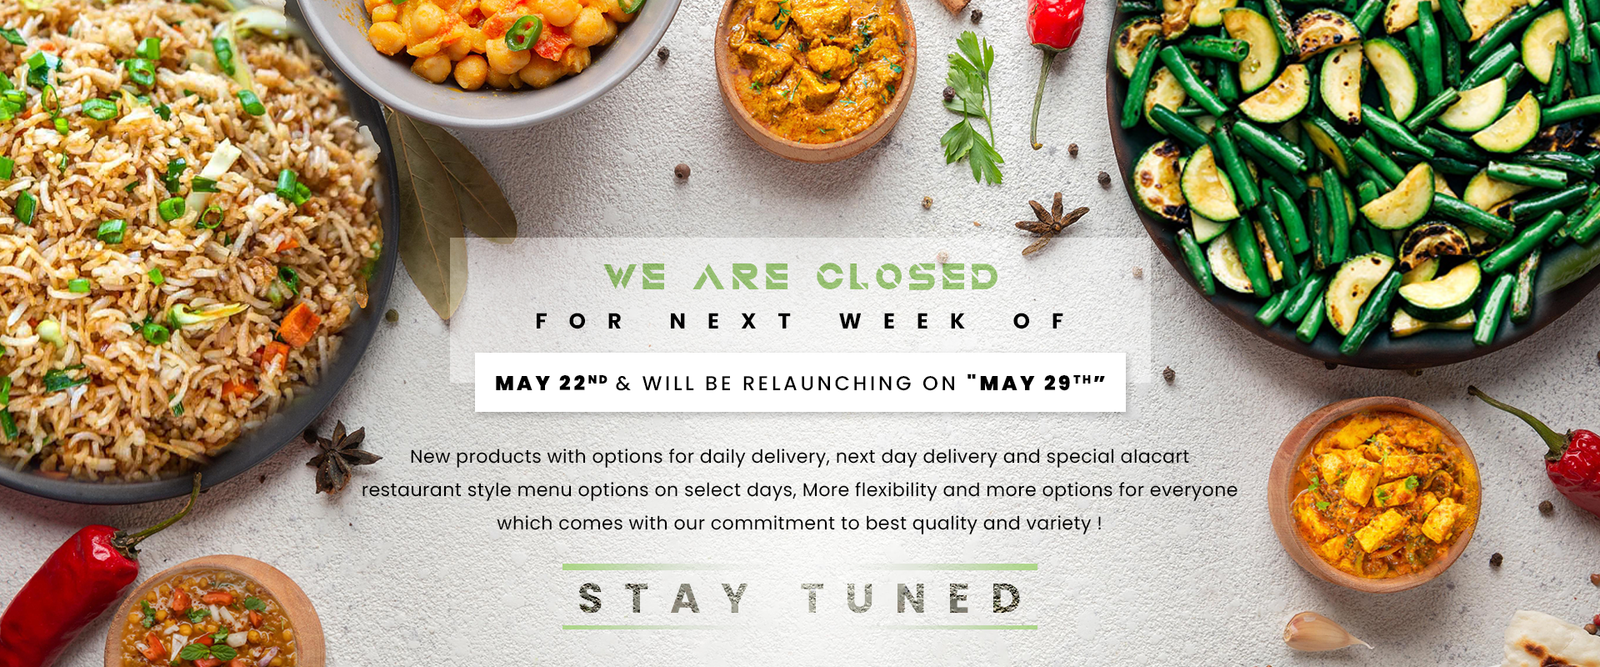 WE ARE CLOSED
FOR NEXT WEEK OF
MAY 22ND & WILL BE RELAUNCHING ON "MAY 29TH”
New products with options for daily delivery, next day delivery and special alacart
restaurant style menu options on select days, More flexibility and more options for everyone
which comes with our commitment to best quality and variety !
STAY TUNED